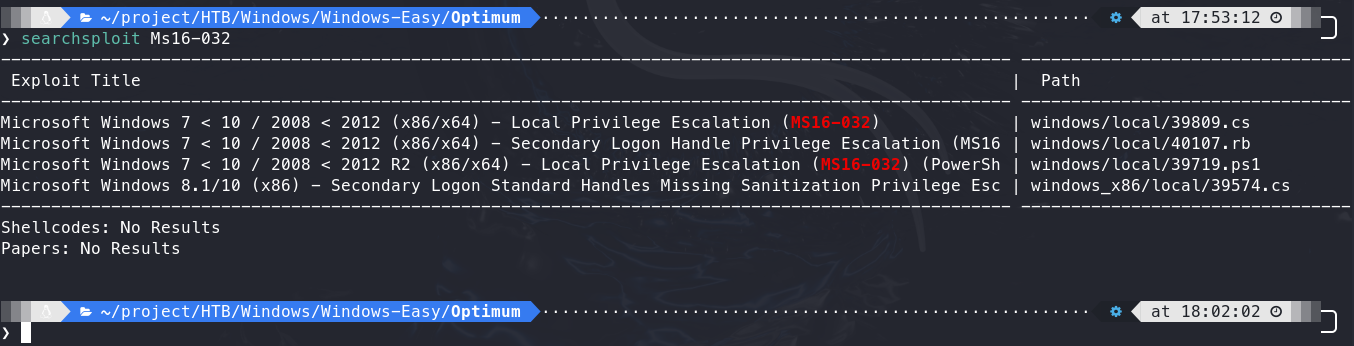 ~/project/HTB/Windows/Windows-Easy/Optimum at 17:53:12
❯ searchsploit Ms16-032
Exploit Title | Path
Microsoft Windows 7 < 10 / 2008 < 2012 (x86/x64) - Local Privilege Escalation (MS16-032) | windows/local/39809.cs
Microsoft Windows 7 < 10 / 2008 < 2012 (x86/x64) - Secondary Logon Handle Privilege Escalation (MS16 | windows/local/40107.rb
Microsoft Windows 7 < 10 / 2008 < 2012 R2 (x86/x64) - Local Privilege Escalation (MS16-032) (PowerSh | windows/local/39719.ps1
Microsoft Windows 8.1/10 (x86) - Secondary Logon Standard Handles Missing Sanitization Privilege Esc | windows_x86/local/39574.cs
Shellcodes: No Results
Papers: No Results
~/project/HTB/Windows/Windows-Easy/Optimum at 18:02:02
❯